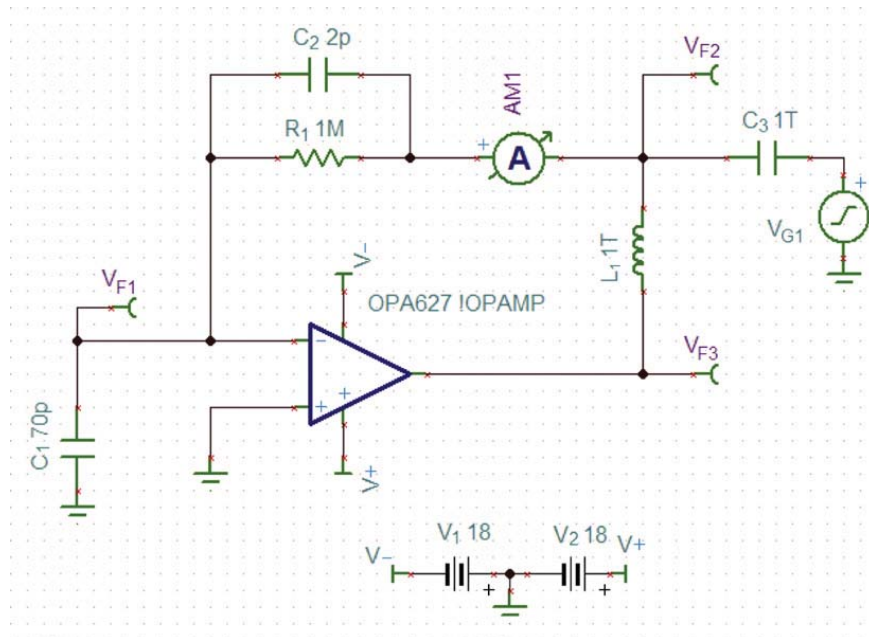 C2 2p
AM1
VF2
R1 1M
+
A
C3 1T
+
VG1
L1 1T
V-
VF1
OPA627 !OPAMP
-
+
+
VF3
C1 70p
V+
V1 18
V2 18
V-
V+
+
+